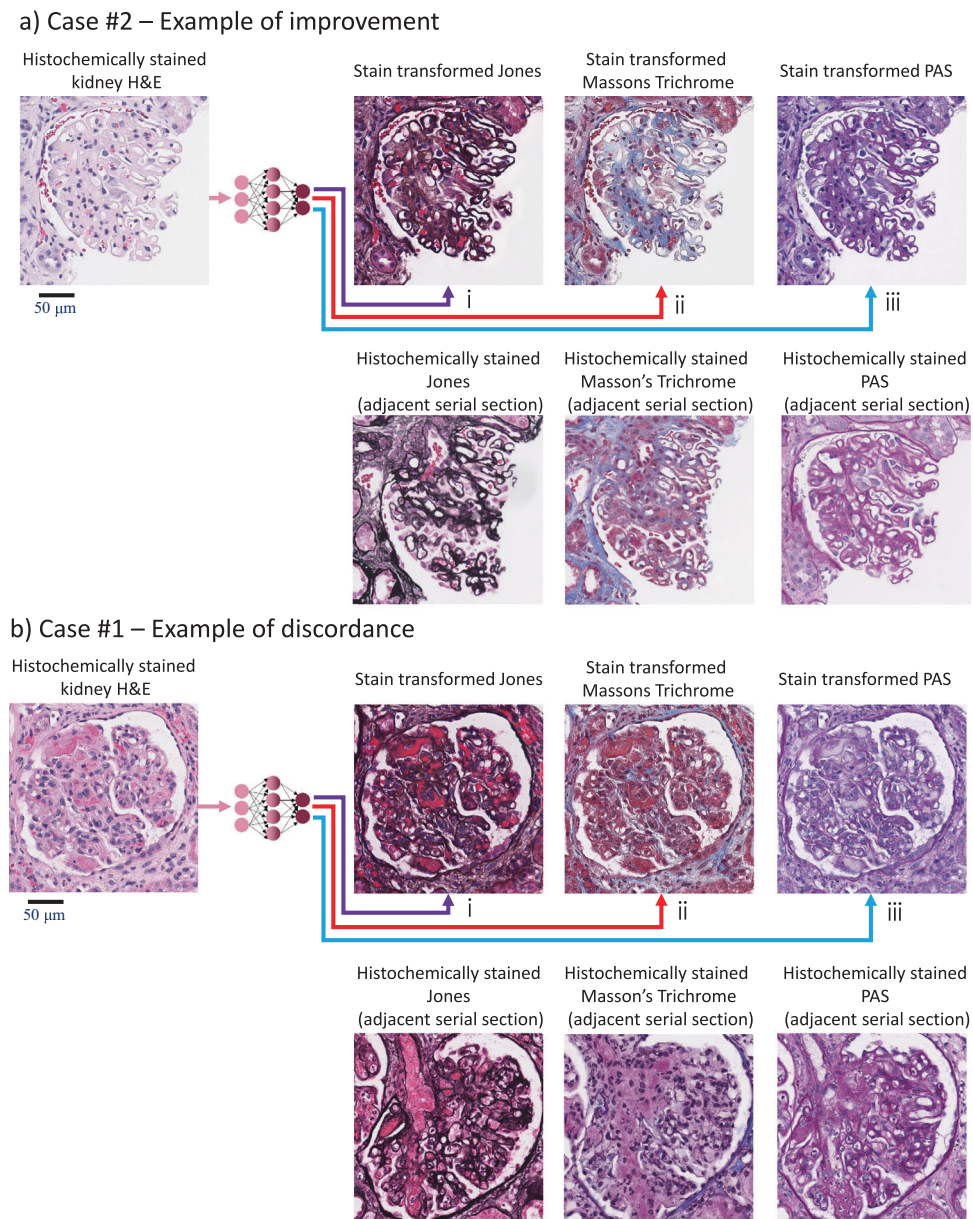 a) Case #2 – Example of improvement
Histochemically stained
kidney H&E
Stain transformed Jones
Stain transformed
Massons Trichrome
Stain transformed PAS
50 μm
i
ii
iii
Histochemically stained
Jones
(adjacent serial section)
Histochemically stained
Masson's Trichrome
(adjacent serial section)
Histochemically stained
PAS
(adjacent serial section)
b) Case #1 – Example of discordance
Histochemically stained
kidney H&E
Stain transformed Jones
Stain transformed
Massons Trichrome
Stain transformed PAS
50 μm
i
ii
iii
Histochemically stained
Jones
(adjacent serial section)
Histochemically stained
Masson's Trichrome
(adjacent serial section)
Histochemically stained
PAS
(adjacent serial section)